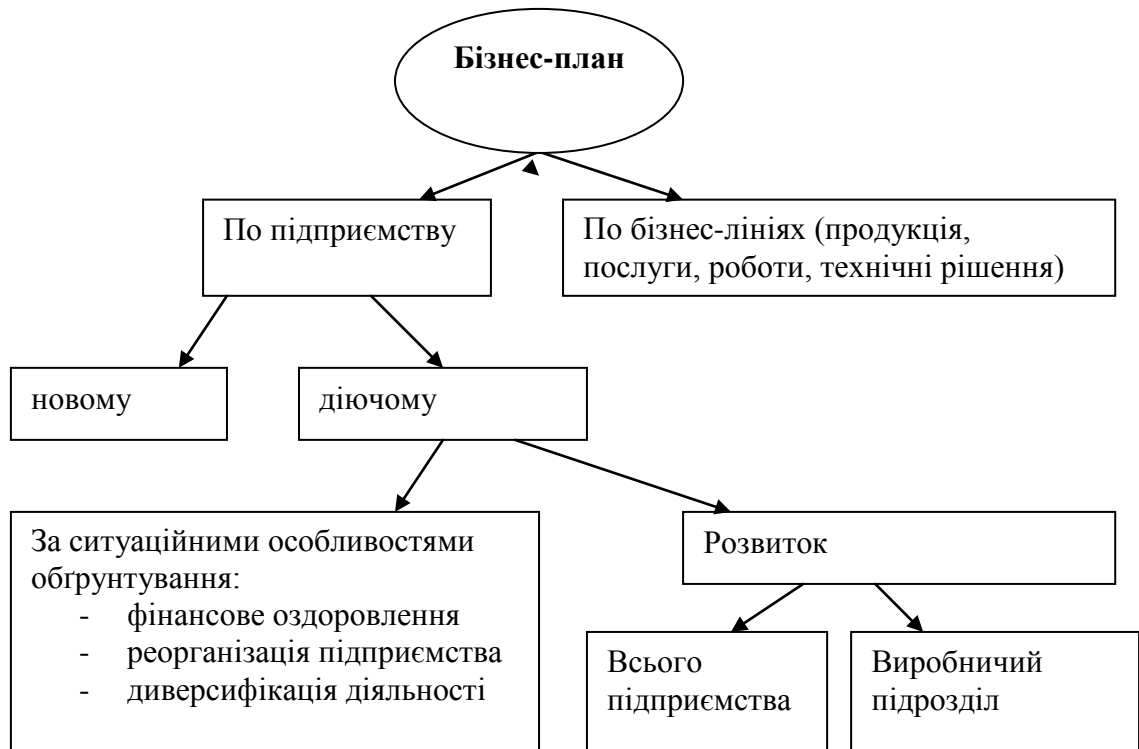 Бізнес-план
По підприємству
По бізнес-лініях (продукція,
послуги, роботи, технічні рішення)
новому
діючому
За ситуаційними особливостями
обґрунтування:
- фінансове оздоровлення
- реорганізація підприємства
- диверсифікація діяльності
Розвиток
Всього
підприємства
Виробничий
підрозділ